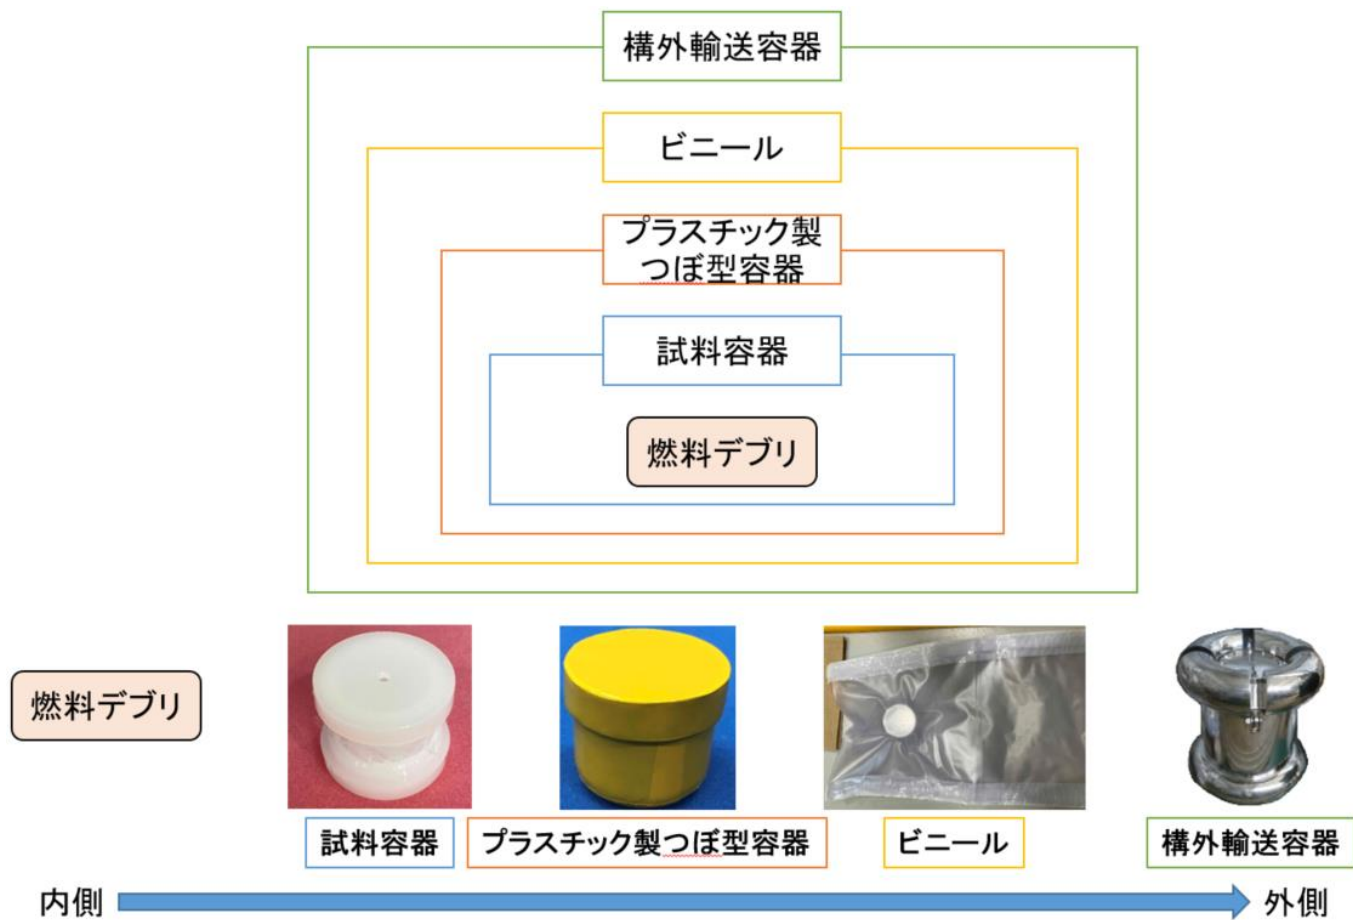 構外輸送容器
ビニール
プラスチック製
つぼ型容器
試料容器
燃料デブリ
燃料デブリ
試料容器
プラスチック製つぼ型容器
ビニール
構外輸送容器
内側
外側